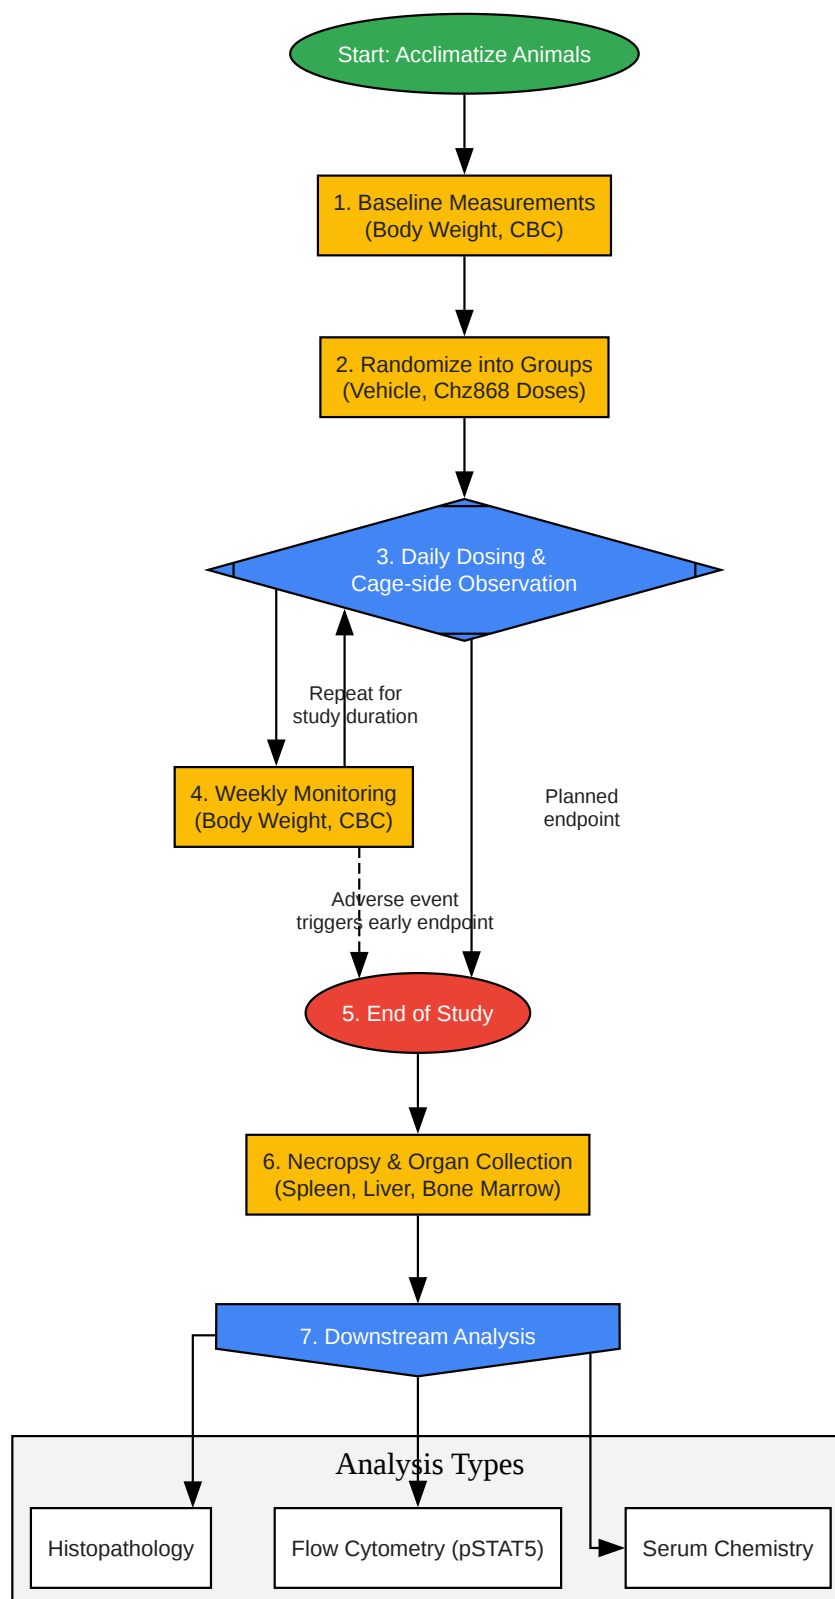 Start: Acclimatize Animals
1. Baseline Measurements
(Body Weight, CBC)
2. Randomize into Groups
(Vehicle, Chz868 Doses)
3. Daily Dosing &
Cage-side Observation
Repeat for
study duration
4. Weekly Monitoring
(Body Weight, CBC)
Planned
endpoint
Adverse event
triggers early endpoint
5. End of Study
6. Necropsy & Organ Collection
(Spleen, Liver, Bone Marrow)
7. Downstream Analysis
Analysis Types
Histopathology
Flow Cytometry (pSTAT5)
Serum Chemistry